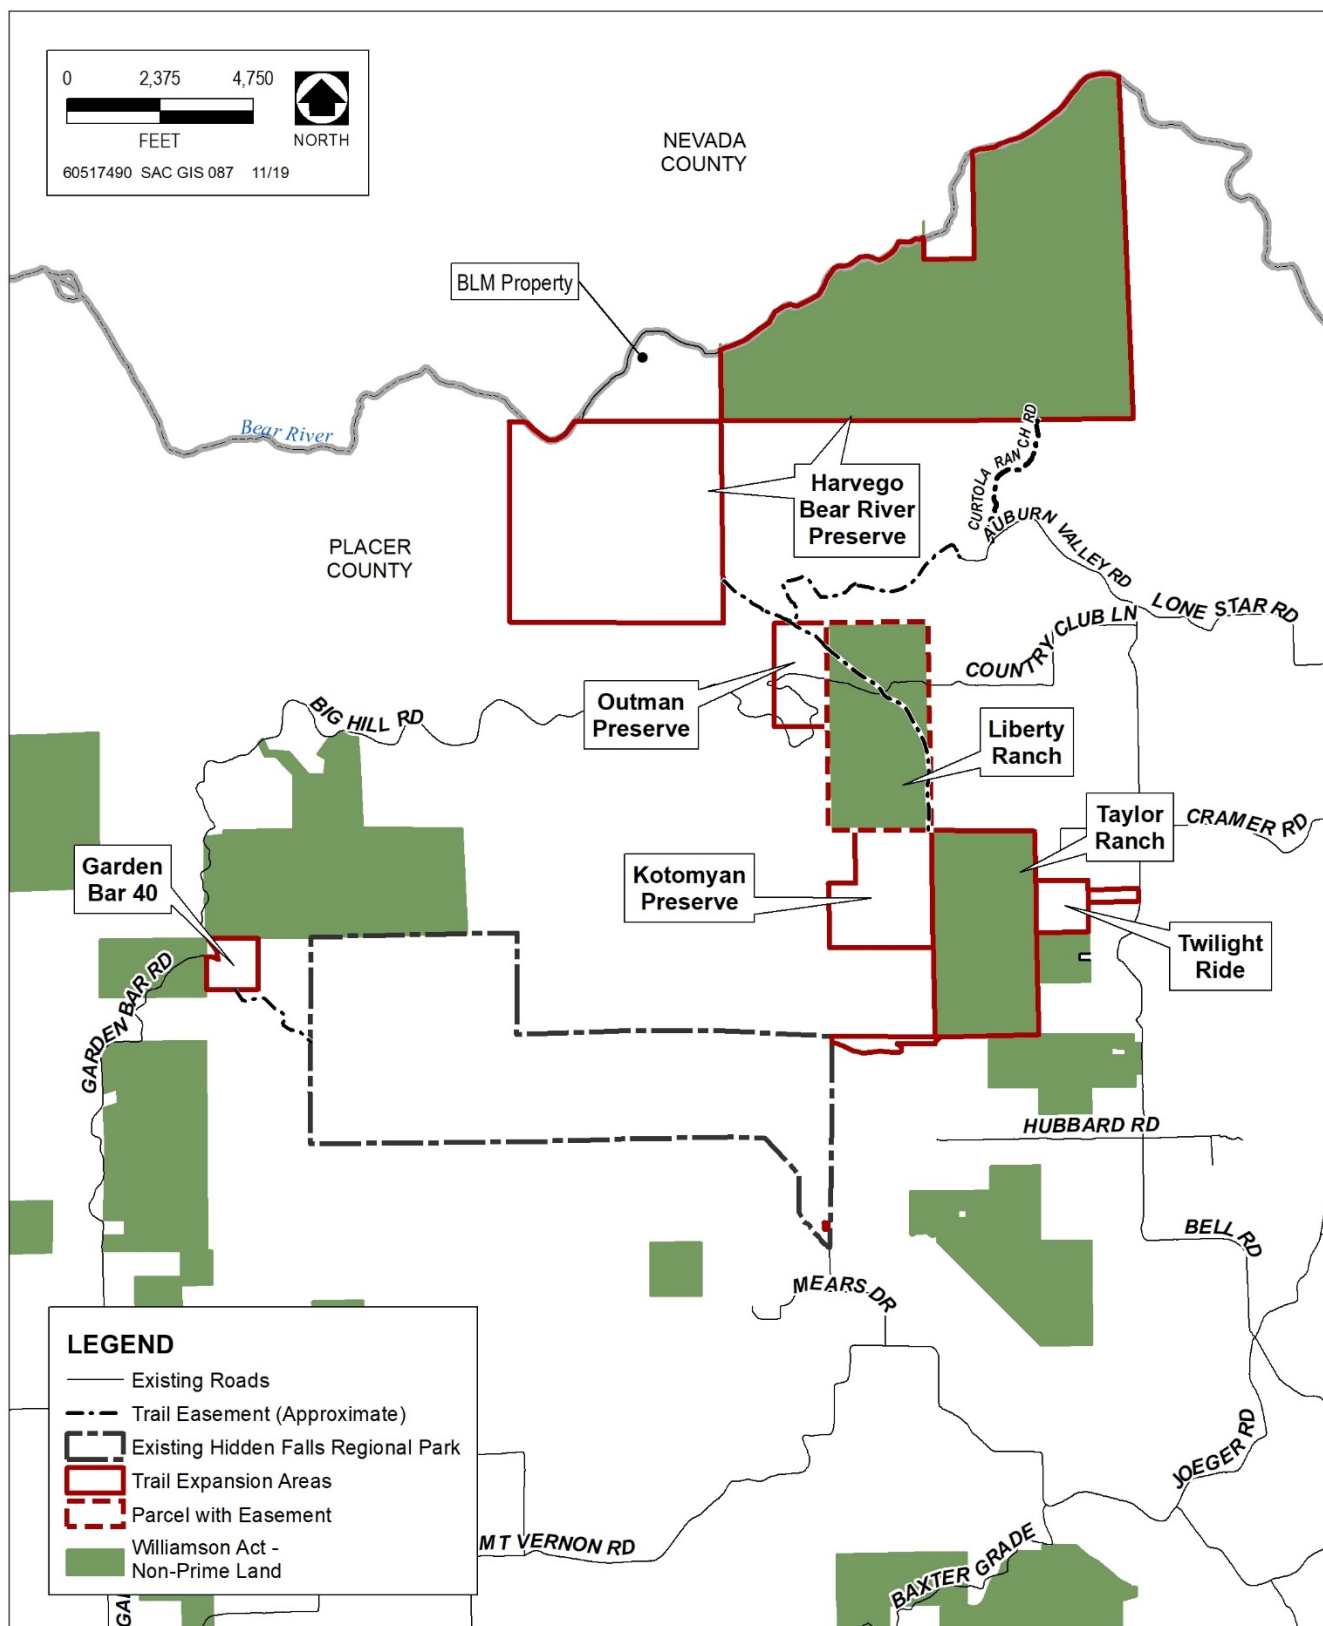 0 2,375 4,750
FEET
NORTH
60517490 SAC GIS 087 11/19
NEVADA
COUNTY
BLM Property
Bear River
Harvego
Bear River
Preserve
CURTOLA RANCH RD
AUBURN VALLEY RD
PLACER
COUNTY
LONE STAR RD
COUNTRY CLUB LN
Outman
Preserve
BIG HILL RD
Liberty
Ranch
Taylor
Ranch
CRAMER RD
Garden
Bar 40
Kotomyan
Preserve
Twilight
Ride
GARDEN BAR RD
HUBBARD RD
BELL RD
MEARS DR
LEGEND
Existing Roads
Trail Easement (Approximate)
Existing Hidden Falls Regional Park
Trail Expansion Areas
Parcel with Easement
Williamson Act -
Non-Prime Land
JOEGER RD
MT VERNON RD
BAXTER GRADE
GA